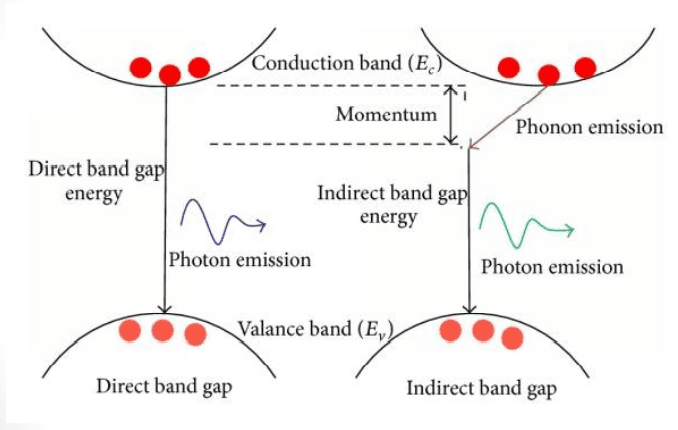 Conduction band (E_c)
Momentum
Phonon emission
Direct band gap
energy
Indirect band gap
energy
Photon emission
Photon emission
Valance band (E_v)
Direct band gap
Indirect band gap